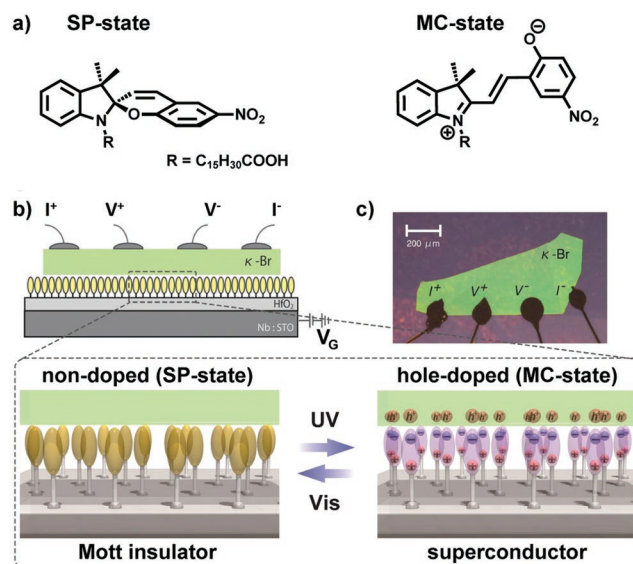 a)
SP-state
MC-state
N
R
O
NO₂
R = C₁₅H₃₀COOH
N
⊕
R
O
⊖
NO₂
b)
I⁺
V⁺
V⁻
I⁻
κ-Br
HfO₂
Nb:STO
V_G
c)
200 µm
κ-Br
I⁺
V⁺
V⁻
I⁻
non-doped (SP-state)
hole-doped (MC-state)
UV
Vis
h⁺ h⁺ h⁺ h⁺ h⁺ h⁺ h⁺ h⁺ h⁺
Mott insulator
superconductor